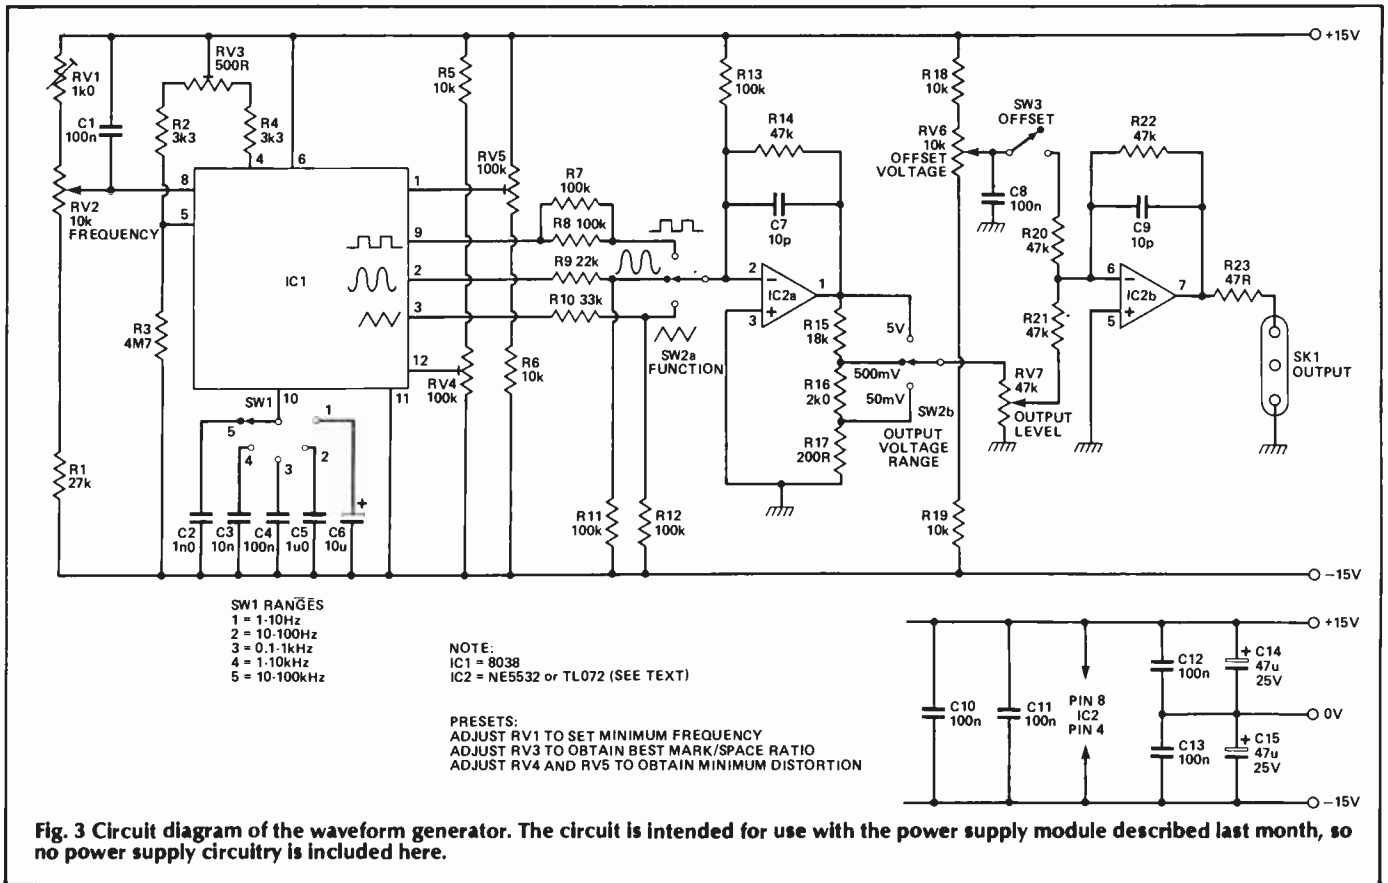 +15V
RV1
1k0
RV3
500R
R5
10k
R13
100k
R18
10k
SW3
OFFSET
C1
100n
R2
3k3
R4
3k3
4
6
R14
47k
RV6
10k
OFFSET
VOLTAGE
R22
47k
RV5
100k
8
1
R7
100k
C7
10p
C8
100n
C9
10p
RV2
10k
FREQUENCY
5
9
R8 100k
R20
47k
R9 22k
2
2
−
1
6
−
7
R23
47R
IC1
IC2a
IC2b
3
R10 33k
3
+
5
+
R3
4M7
R15
18k
5V
R21
47k
SW2a
FUNCTION
SK1
OUTPUT
12
RV4
100k
R6
10k
R16
2k0
500mV
RV7
47k
50mV
SW2b
OUTPUT
LEVEL
10
11
SW1
5
1
4
3
2
R17
200R
OUTPUT
VOLTAGE
RANGE
R1
27k
+
C2
1n0
C3
10n
C4
100n
C5
1u0
C6
10u
R11
100k
R12
100k
R19
10k
−15V
SW1 RANGES
1 = 1-10Hz
2 = 10-100Hz
3 = 0.1-1kHz
4 = 1-10kHz
5 = 10-100kHz
NOTE:
IC1 = 8038
IC2 = NE5532 or TL072 (SEE TEXT)
PRESETS:
ADJUST RV1 TO SET MINIMUM FREQUENCY
ADJUST RV3 TO OBTAIN BEST MARK/SPACE RATIO
ADJUST RV4 AND RV5 TO OBTAIN MINIMUM DISTORTION
+15V
C10
100n
C11
100n
PIN 8
IC2
PIN 4
C12
100n
+ C14
47u
25V
0V
C13
100n
+ C15
47u
25V
−15V
Fig. 3 Circuit diagram of the waveform generator. The circuit is intended for use with the power supply module described last month, so
no power supply circuitry is included here.